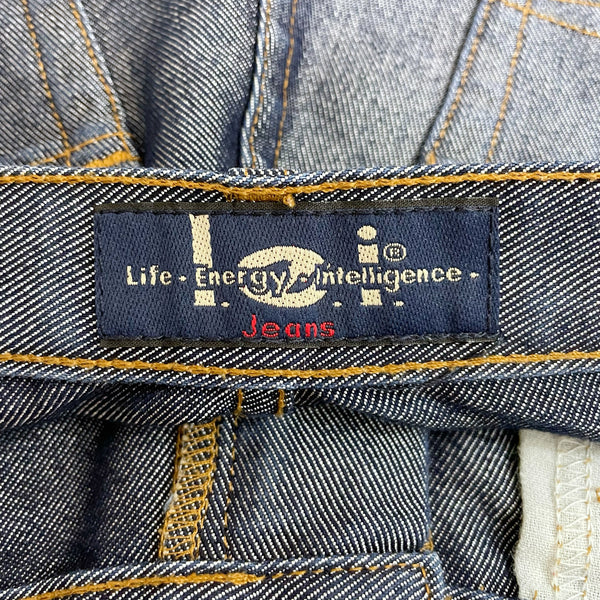 l.e.i.®
Life - Energy - Intelligence -
Jeans